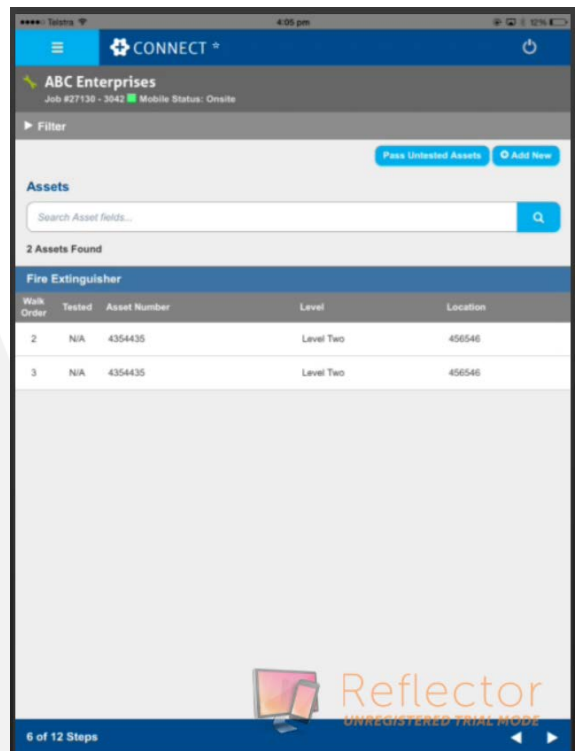 Telstra 4:05 pm 12%
CONNECT *
ABC Enterprises
Job #27130 - 3042 Mobile Status: Onsite
Filter
Pass Untested Assets Add New
Assets
Search Asset fields...
2 Assets Found
Fire Extinguisher
Walk Order Tested Asset Number Level Location
2 N/A 4354435 Level Two 456546
3 N/A 4354435 Level Two 456546
Reflector
UNREGISTERED TRIAL MODE
6 of 12 Steps